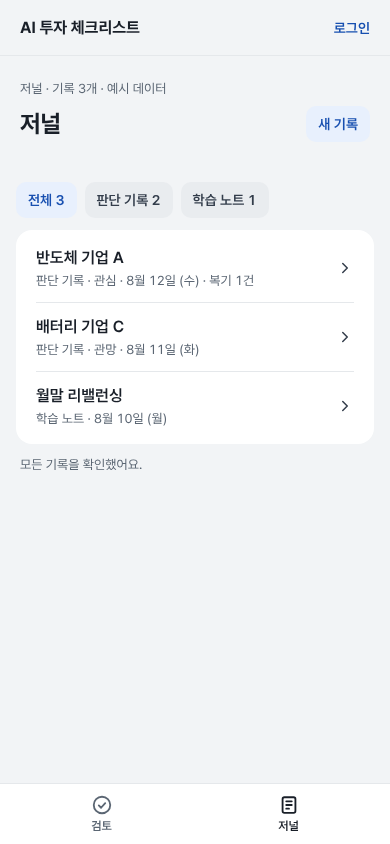 AI 투자 체크리스트
로그인
저널 · 기록 3개 · 예시 데이터
저널
새 기록
전체 3
판단 기록 2
학습 노트 1
반도체 기업 A
판단 기록 · 관심 · 8월 12일 (수) · 복기 1건
배터리 기업 C
판단 기록 · 관망 · 8월 11일 (화)
월말 리밸런싱
학습 노트 · 8월 10일 (월)
모든 기록을 확인했어요.
검토
저널